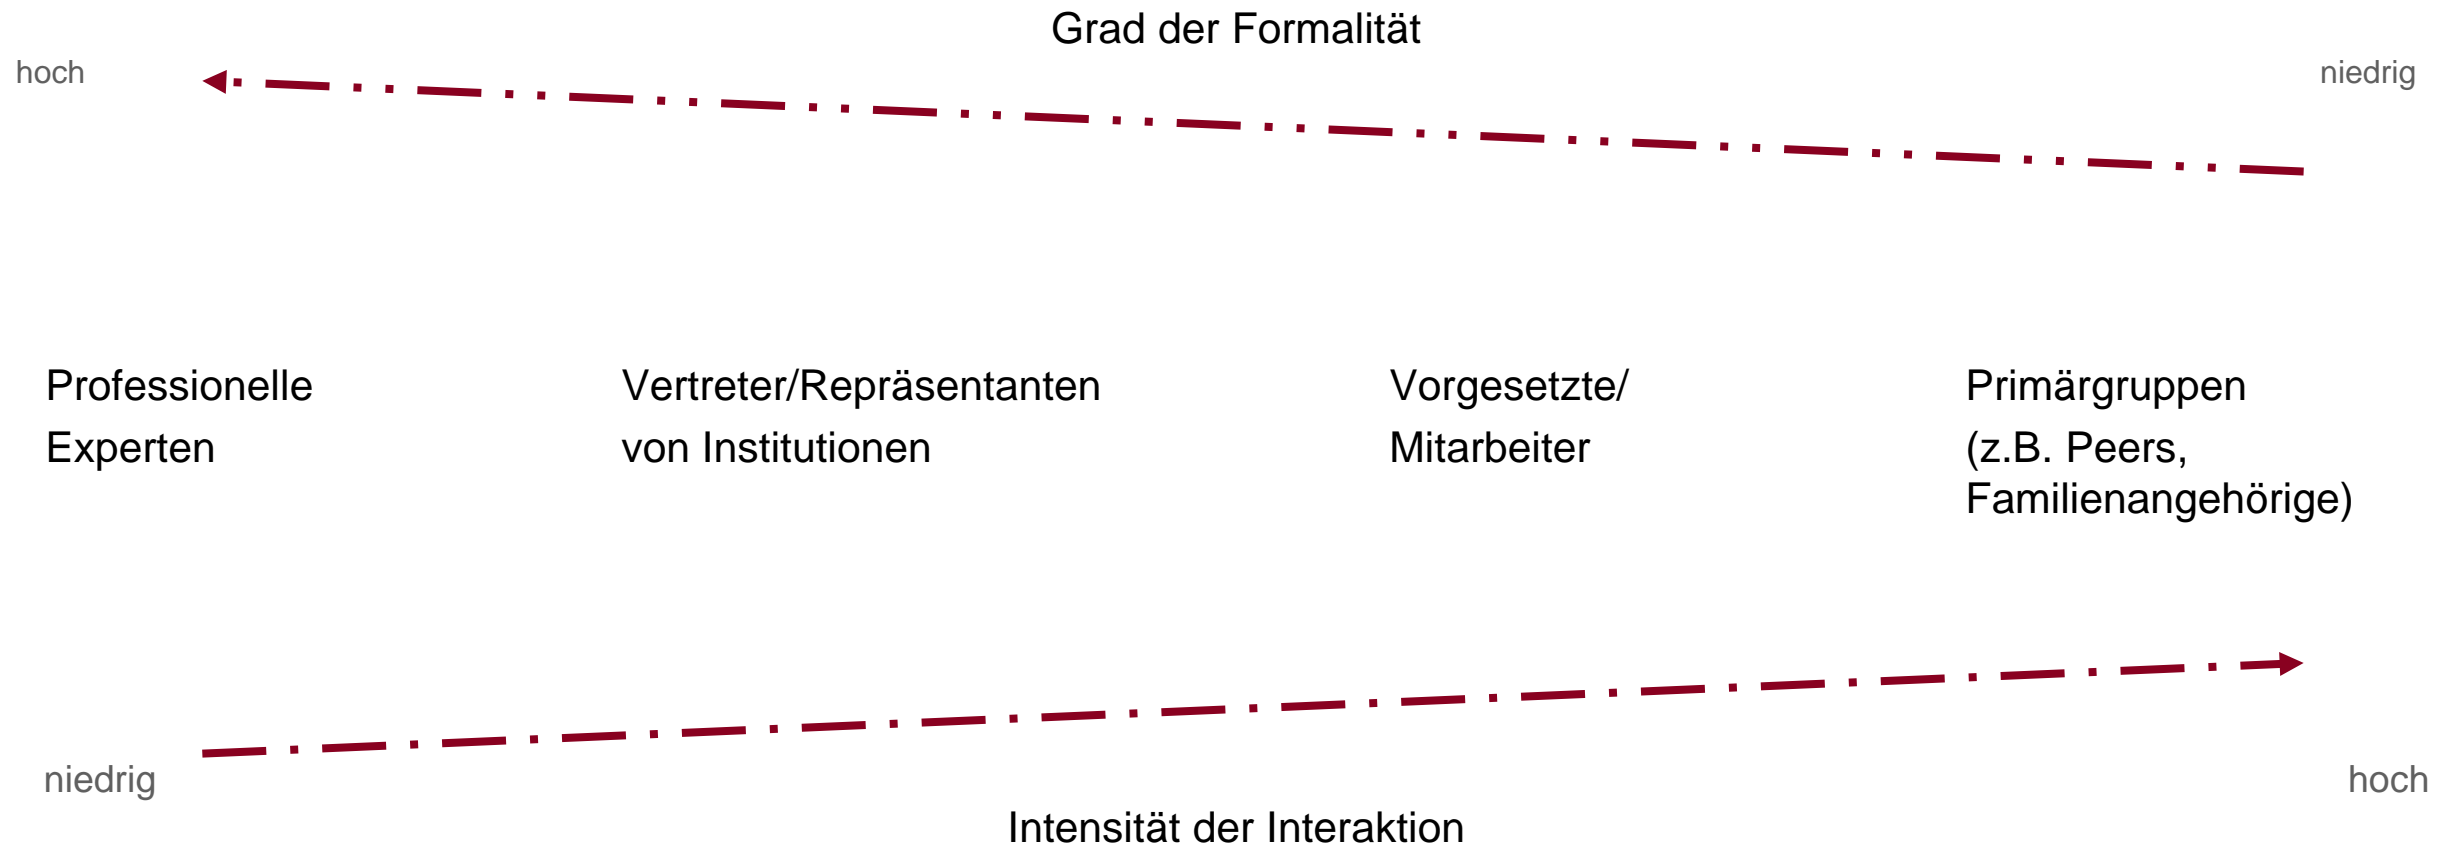 Grad der Formalität
hoch
niedrig
Professionelle
Experten
Vertreter/Repräsentanten
von Institutionen
Vorgesetzte/
Mitarbeiter
Primärgruppen
(z.B. Peers,
Familienangehörige)
niedrig
hoch
Intensität der Interaktion